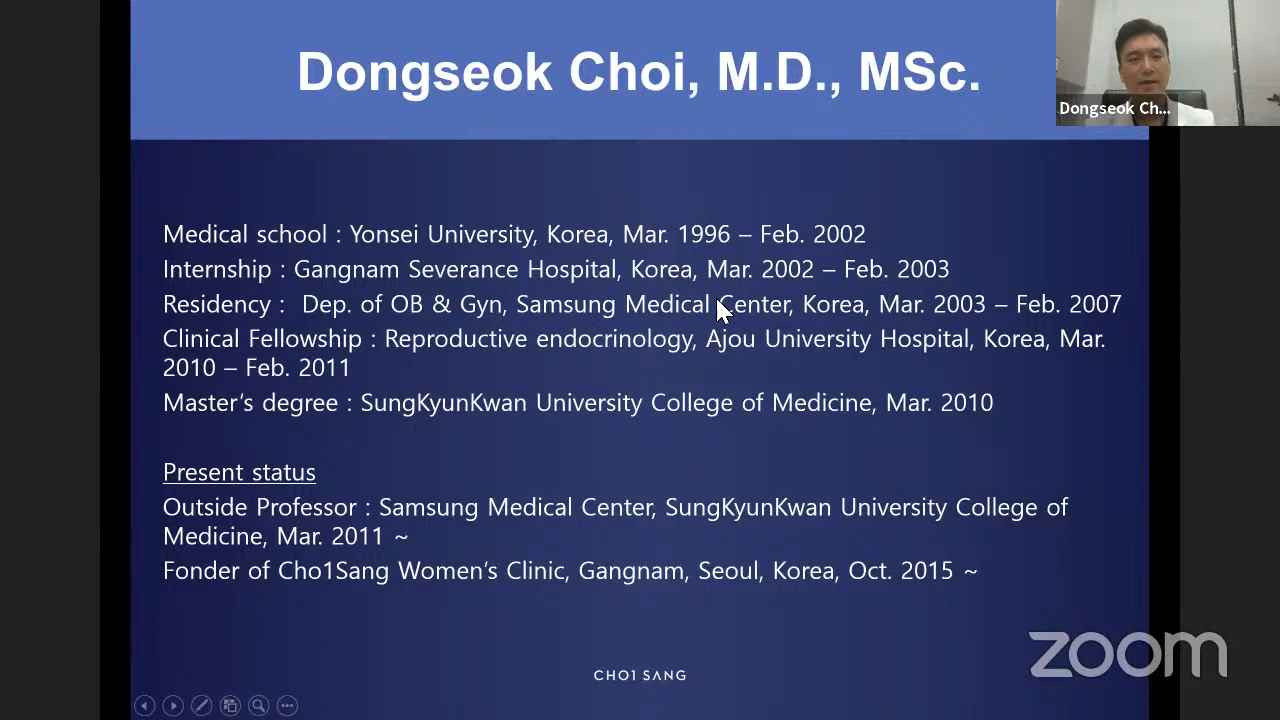 Dongseok Choi, M.D., MSc.
Dongseok Ch...
Medical school : Yonsei University, Korea, Mar. 1996 – Feb. 2002
Internship : Gangnam Severance Hospital, Korea, Mar. 2002 – Feb. 2003
Residency :  Dep. of OB & Gyn, Samsung Medical Center, Korea, Mar. 2003 – Feb. 2007
Clinical Fellowship : Reproductive endocrinology, Ajou University Hospital, Korea, Mar.
2010 – Feb. 2011
Master’s degree : SungKyunKwan University College of Medicine, Mar. 2010
Present status
Outside Professor : Samsung Medical Center, SungKyunKwan University College of
Medicine, Mar. 2011 ~
Fonder of Cho1Sang Women’s Clinic, Gangnam, Seoul, Korea, Oct. 2015 ~
zoom
CHO1 SANG